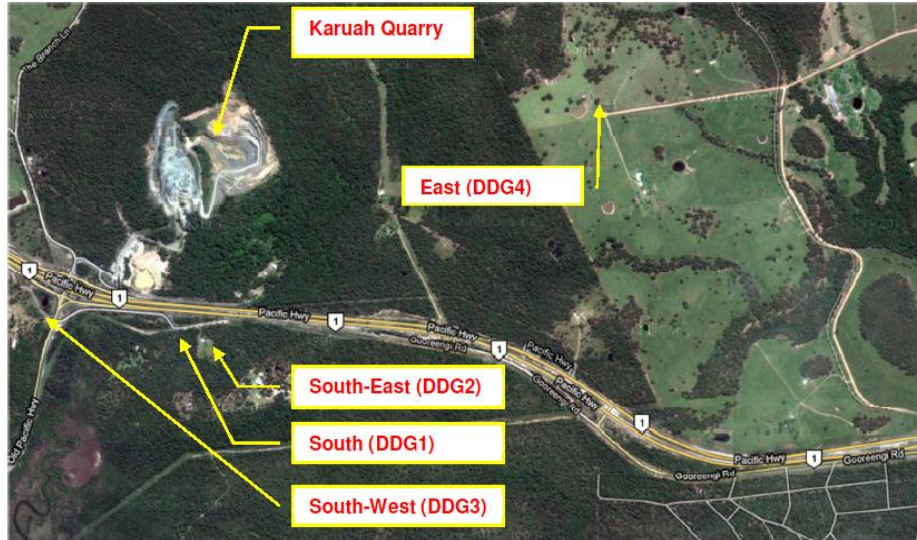 The Branch Ln
Karuah Quarry
East (DDG4)
1
Pacific Hwy
1
Pacific Hwy
1
Pacific Hwy
Gooreengi Rd
1
Pacific Hwy
Pacific Hwy
Gooreengi Rd
1
South-East (DDG2)
South (DDG1)
Old Pacific Hwy
South-West (DDG3)
Pacific Hwy
1
Gooreengi Rd
Gooreengi Rd